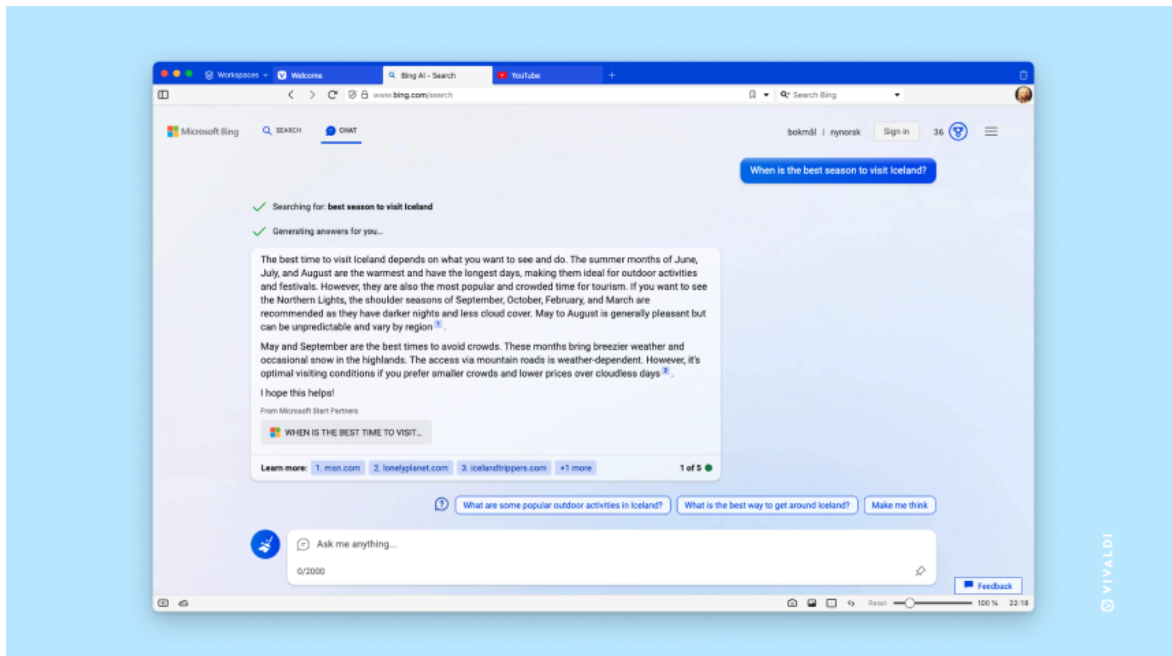 Workspaces
Welcome
Bing AI - Search
YouTube
www.bing.com/search
Search Bing
Microsoft Bing
SEARCH
CHAT
bokmål | nynorsk
Sign in
36
When is the best season to visit Iceland?
Searching for: best season to visit Iceland
Generating answers for you...
The best time to visit Iceland depends on what you want to see and do. The summer months of June,
July, and August are the warmest and have the longest days, making them ideal for outdoor activities
and festivals. However, they are also the most popular and crowded time for tourism. If you want to see
the Northern Lights, the shoulder seasons of September, October, February, and March are
recommended as they have darker nights and less cloud cover. May to August is generally pleasant but
can be unpredictable and vary by region 1 .
May and September are the best times to avoid crowds. These months bring breezier weather and
occasional snow in the highlands. The access via mountain roads is weather-dependent. However, it's
optimal visiting conditions if you prefer smaller crowds and lower prices over cloudless days 2 .
I hope this helps!
From Microsoft Start Partners
WHEN IS THE BEST TIME TO VISIT...
Learn more: 1. msn.com 2. lonelyplanet.com 3. icelandtrippers.com +1 more 1 of 5
What are some popular outdoor activities in Iceland? What is the best way to get around Iceland? Make me think
Ask me anything...
0/2000
Feedback
Reset 100 % 22:18
VIVALDI